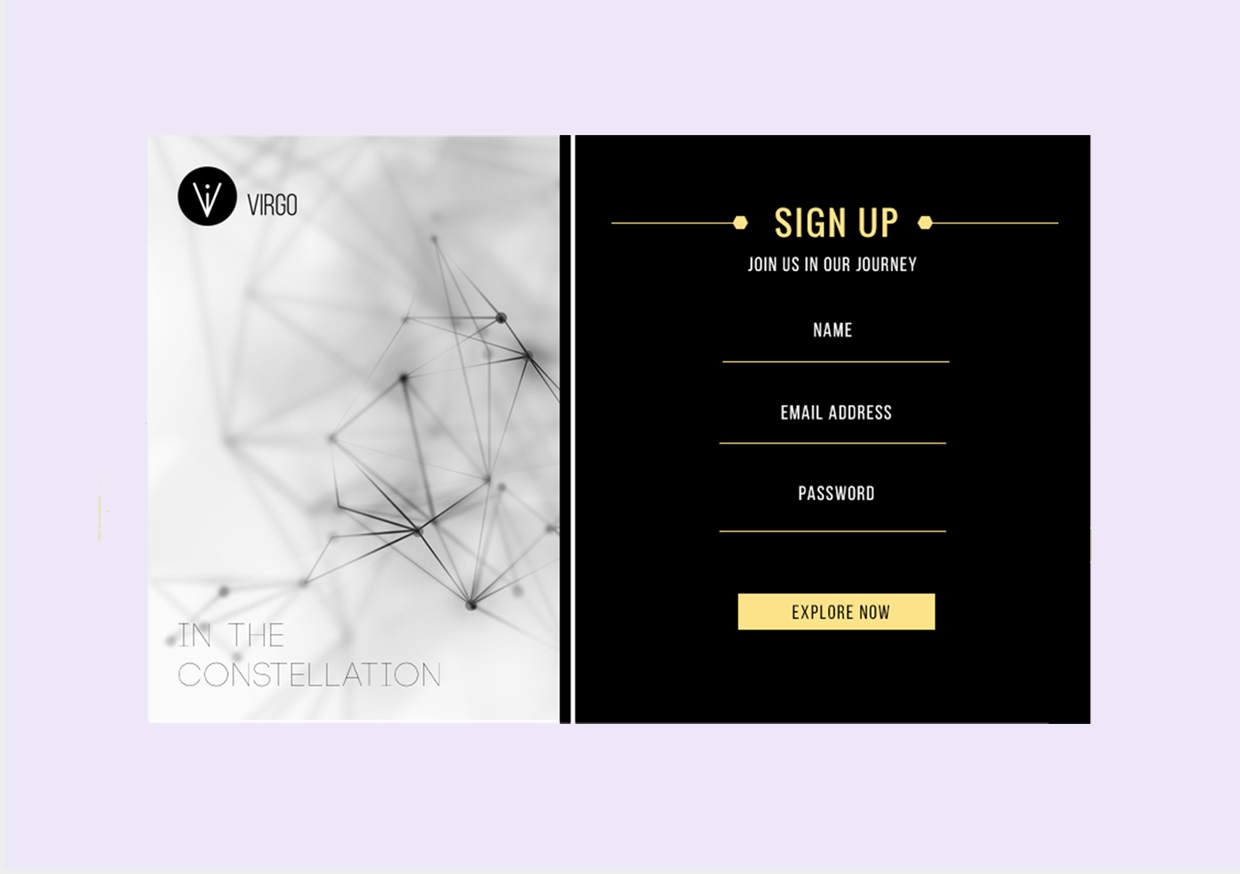 VIRGO
IN THE
CONSTELLATION
SIGN UP
JOIN US IN OUR JOURNEY
NAME
EMAIL ADDRESS
PASSWORD
EXPLORE NOW